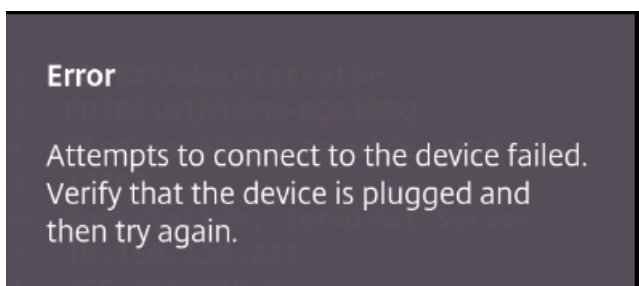 Error
Attempts to connect to the device failed.
Verify that the device is plugged and
then try again.